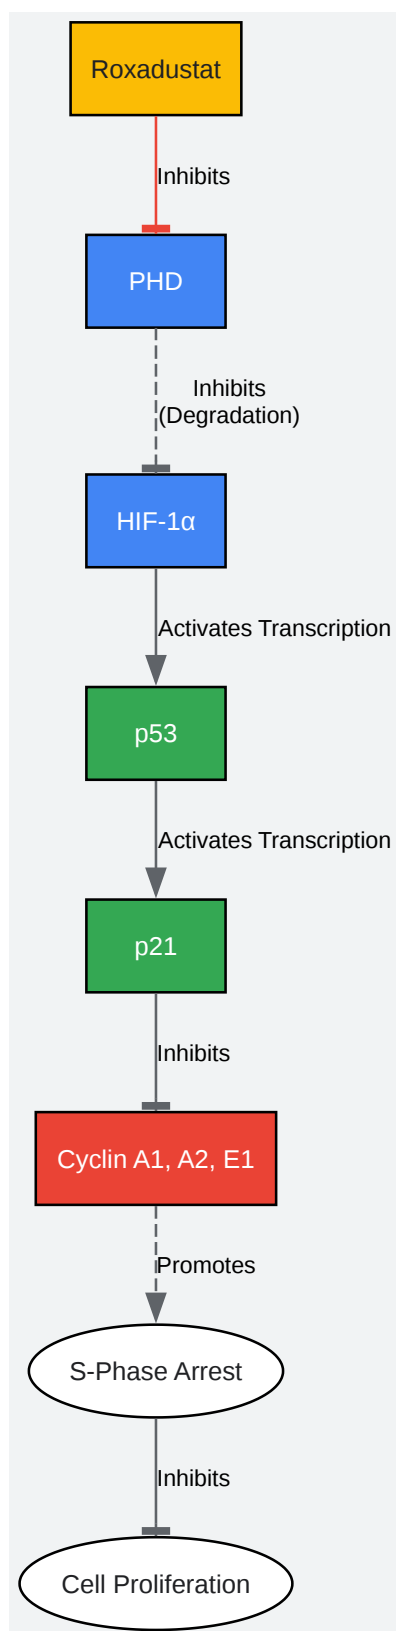 Roxadustat
Inhibits
PHD
Inhibits
(Degradation)
HIF-1α
Activates Transcription
p53
Activates Transcription
p21
Inhibits
Cyclin A1, A2, E1
Promotes
S-Phase Arrest
Inhibits
Cell Proliferation